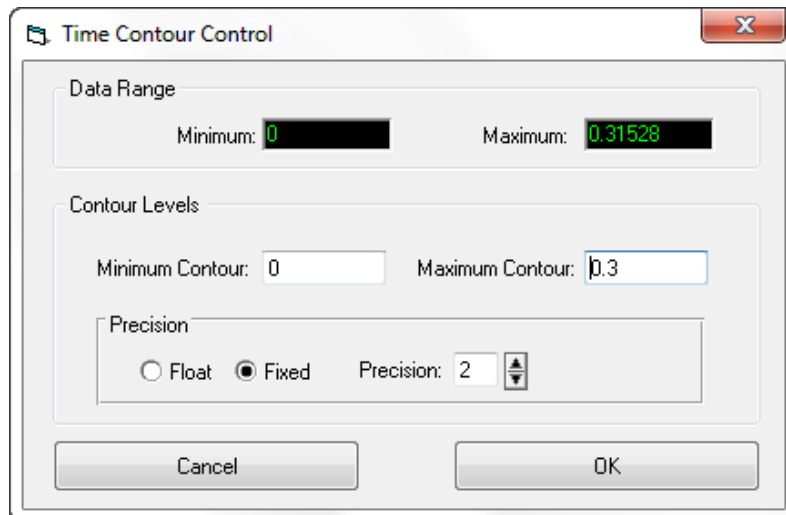 Time Contour Control
Data Range
Minimum: 0 Maximum: 0.31528
Contour Levels
Minimum Contour: 0 Maximum Contour: 0.3
Precision
Float Fixed Precision: 2
Cancel OK